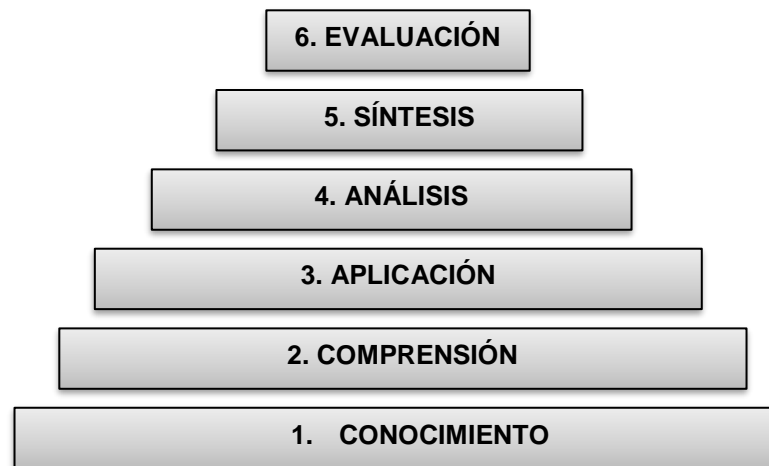 6. EVALUACIÓN
5. SÍNTESIS
4. ANÁLISIS
3. APLICACIÓN
2. COMPRENSIÓN
1. CONOCIMIENTO